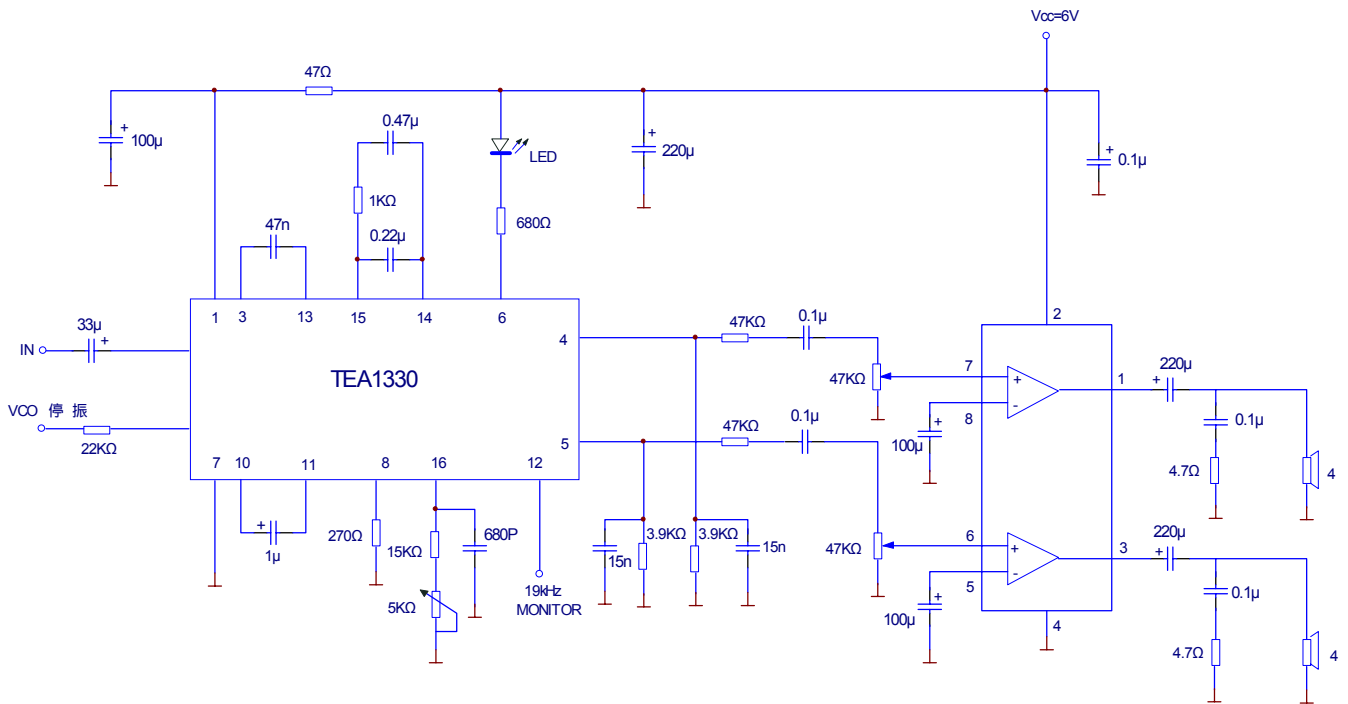 Vcc=6V
47Ω
100μ
0.47μ
LED
220μ
0.1μ
1KΩ
680Ω
47n
0.22μ
1
3
13
15
14
6
2
33μ
IN
4
47KΩ
0.1μ
TEA1330
47KΩ
7
+
-
8
1
220μ
VCO 停 振
22KΩ
5
47KΩ
0.1μ
100μ
0.1μ
4.7Ω
4
7
10
11
8
16
12
1μ
270Ω
15KΩ
680P
5KΩ
19kHz
MONITOR
15n
3.9KΩ
3.9KΩ
15n
47KΩ
6
+
-
5
3
220μ
100μ
4
0.1μ
4.7Ω
4